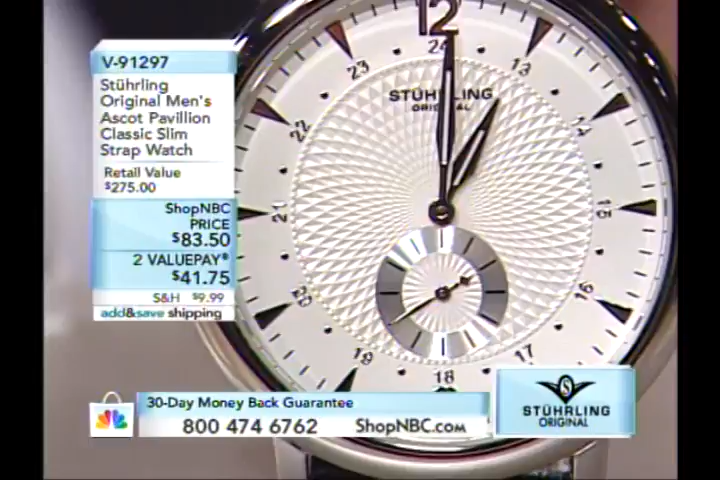 V-91297
Stührling
Original Men's
Ascot Pavillion
Classic Slim
Strap Watch
Retail Value
$275.00
ShopNBC
PRICE
$83.50
2 VALUEPAY®
$41.75
S&H $9.99
add&save shipping
12
24
23
13
STÜHRLING
ORIGINAL
22
14
21
15
20
16
19
17
18
30-Day Money Back Guarantee
800 474 6762 ShopNBC.com
S
STÜHRLING
ORIGINAL